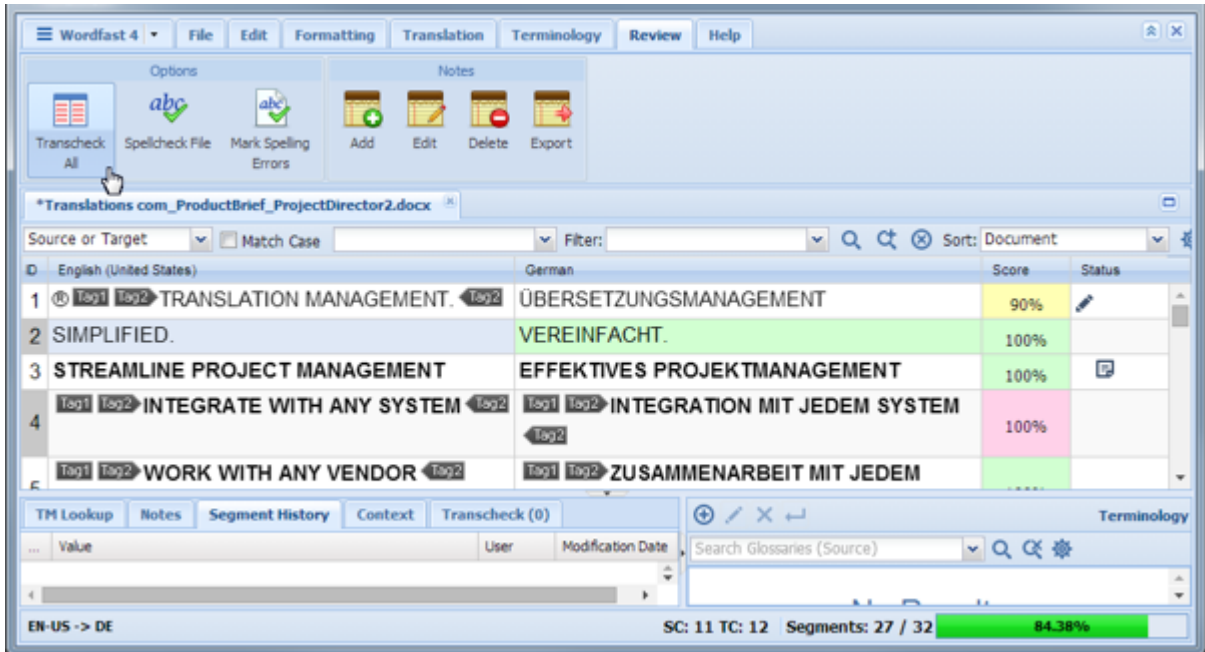 Wordfast 4 File Edit Formatting Translation Terminology Review Help
Options Notes
abc abc
Transcheck All Spellcheck File Mark Spelling Errors Add Edit Delete Export
*Translations com_ProductBrief_ProjectDirector2.docx
Source or Target Match Case Filter: Sort: Document
ID English (United States) German Score Status
1 ® Tag1 Tag2 TRANSLATION MANAGEMENT. Tag2 ÜBERSETZUNGSMANAGEMENT 90%
2 SIMPLIFIED. VEREINFACHT. 100%
3 STREAMLINE PROJECT MANAGEMENT EFFEKTIVES PROJEKTMANAGEMENT 100%
4 Tag1 Tag2 INTEGRATE WITH ANY SYSTEM Tag2 Tag1 Tag2 INTEGRATION MIT JEDEM SYSTEM Tag2 100%
Tag1 Tag2 WORK WITH ANY VENDOR Tag2 Tag1 Tag2 ZUSAMMENARBEIT MIT JEDEM
TM Lookup Notes Segment History Context Transcheck (0) Terminology
... Value User Modification Date Search Glossaries (Source)
EN-US -> DE SC: 11 TC: 12 Segments: 27 / 32 84.38%